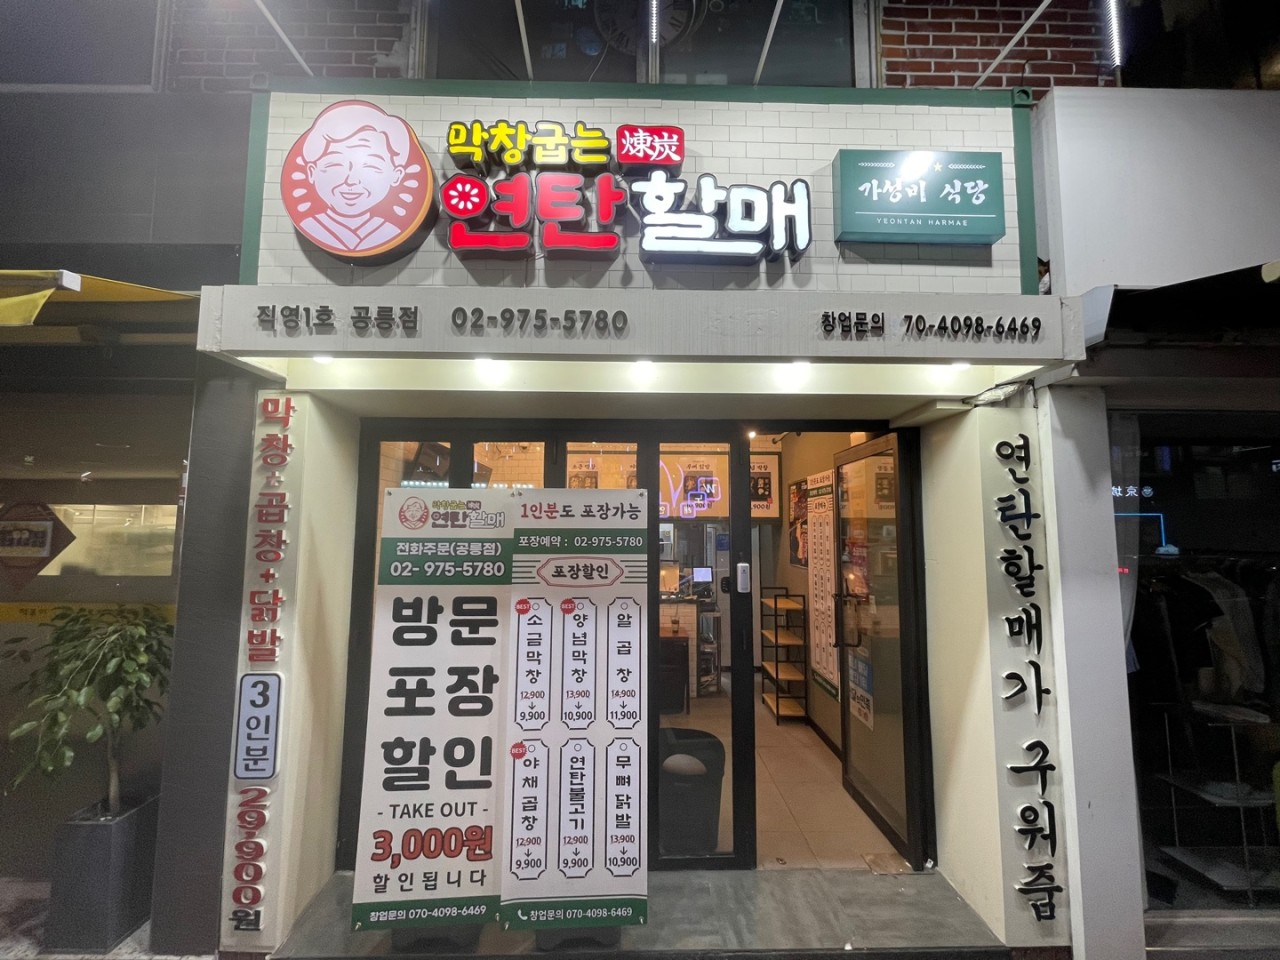 막창굽는 煉炭
연탄할매
가성비 식당
YEONTAN HARMAE
직영1호 공릉점 02-975-5780
창업문의 70-4098-6469
막창+곱창+닭발 3인분 29,900원
연탄할매가 구워줌
막창굽는
연탄할매
전화주문(공릉점)
02- 975-5780
방문
포장
할인
- TAKE OUT -
3,000원
할인됩니다
창업문의 070-4098-6469
1인분도 포장가능
포장예약 : 02-975-5780
포장할인
BEST
소금막창
12,900
9,900
BEST
양념막창
13,900
10,900
알곱창
14,900
11,900
BEST
야채곱창
12,900
9,900
연탄불고기
12,900
9,900
무뼈닭발
13,900
10,900
창업문의 070-4098-6469